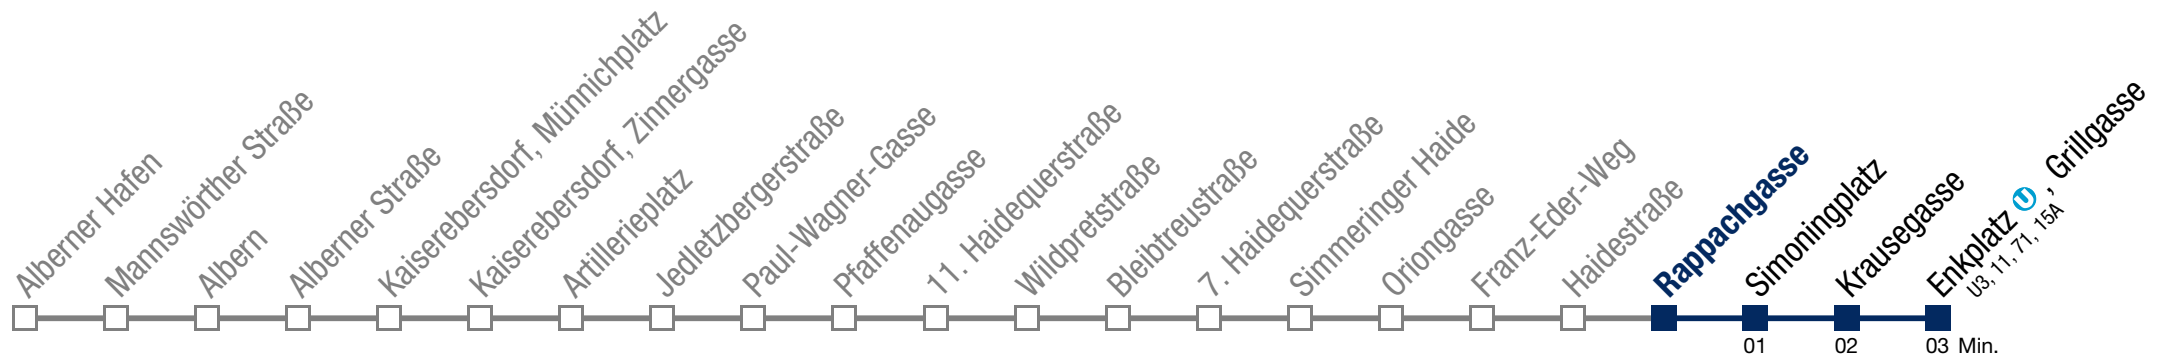 Alberner Hafen
Mannswörther Straße
Albern
Alberner Straße
Kaiserebersdorf, Münnichplatz
Kaiserebersdorf, Zinnergasse
Artillerieplatz
Jedletzbergerstraße
Paul-Wagner-Gasse
Pfaffenaugasse
11. Haidequerstraße
Wildpretstraße
Bleibtreustraße
7. Haidequerstraße
Simmeringer Haide
Oriongasse
Franz-Eder-Weg
Haidestraße
Rappachgasse
Simoningplatz
Krausegasse
Enkplatz U, Grillgasse
U3, 11, 71, 15A
01 02 03 Min.